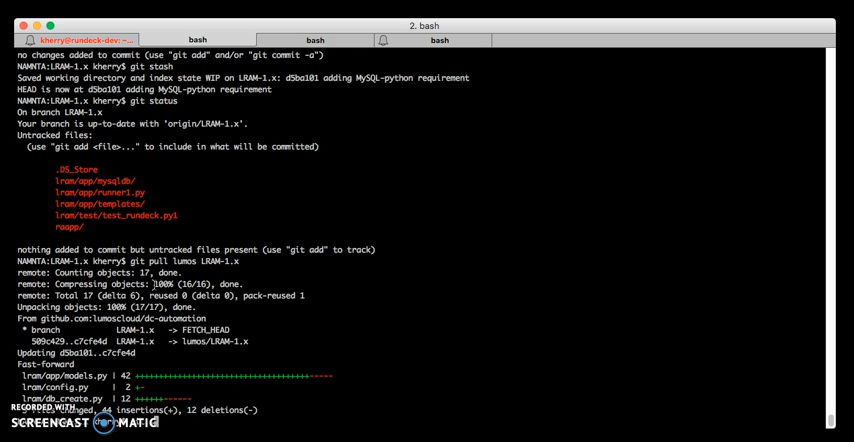 2. bash
kherry@rundeck-dev: ~...
bash
bash
bash
no changes added to commit (use "git add" and/or "git commit -a")
NAMNTA:LRAM-1.x kherry$ git stash
Saved working directory and index state WIP on LRAM-1.x: d5ba101 adding MySQL-python requirement
HEAD is now at d5ba101 adding MySQL-python requirement
NAMNTA:LRAM-1.x kherry$ git status
On branch LRAM-1.x
Your branch is up-to-date with 'origin/LRAM-1.x'.
Untracked files:
(use "git add <file>..." to include in what will be committed)
.DS_Store
lram/app/mysqldb/
lram/app/runner1.py
lram/app/templates/
lram/test/test_rundeck.py1
raapp/
nothing added to commit but untracked files present (use "git add" to track)
NAMNTA:LRAM-1.x kherry$ git pull lumos LRAM-1.x
remote: Counting objects: 17, done.
remote: Compressing objects: 100% (16/16), done.
remote: Total 17 (delta 6), reused 0 (delta 0), pack-reused 1
Unpacking objects: 100% (17/17), done.
From github.com:lumoscloud/dc-automation
* branch LRAM-1.x -> FETCH_HEAD
509c429..c7cfe4d LRAM-1.x -> lumos/LRAM-1.x
Updating d5ba101..c7cfe4d
Fast-forward
lram/app/models.py | 42 +++++++++++++++++++++++++++++++++++++-----
lram/config.py | 2 +-
lram/db_create.py | 12 ++++++------
files changed, 44 insertions(+), 12 deletions(-)
RECORDED WITH
SCREENCAST MATIC